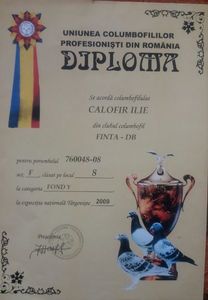 UNIUNEA COLUMBOFILILOR
PROFESIONIȘTI DIN ROMÂNIA
DIPLOMA
Se acordă columbofilului
CALOFIR ILIE
din clubul columbofil
FINTA - DB
pentru porumbelul 760048-08
sex F clasat pe locul 8
la categoria FOND Y
la expoziția națională Târgoviște 2009
Președinte